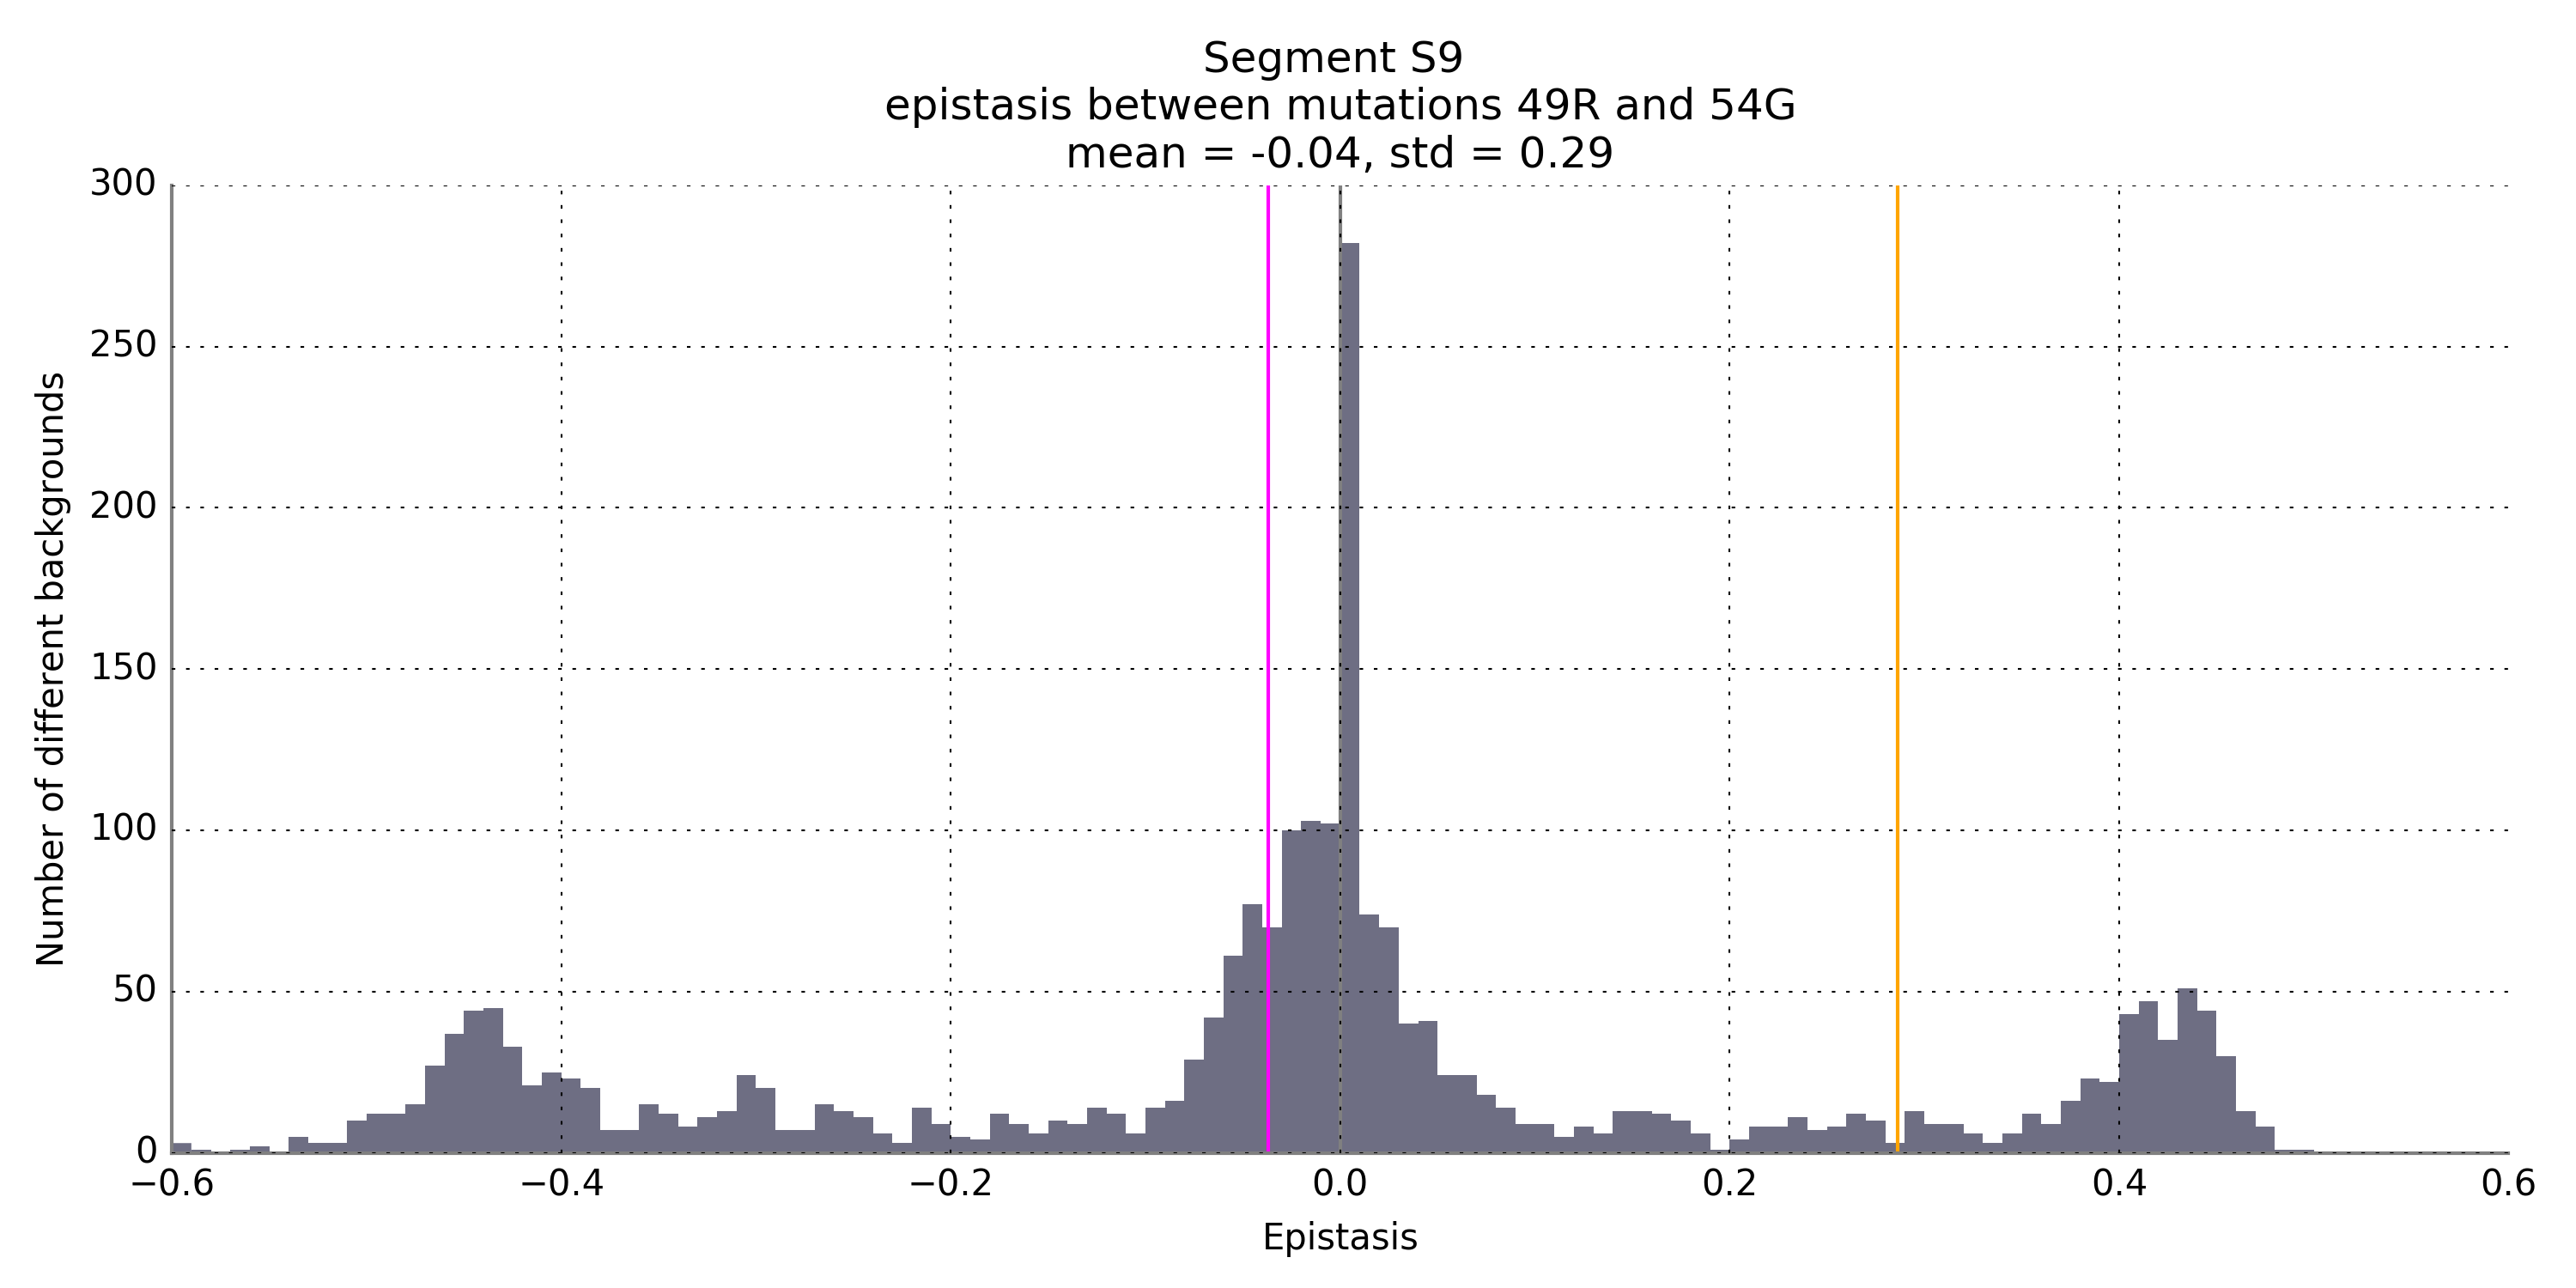 Segment S9
epistasis between mutations 49R and 54G
mean = -0.04, std = 0.29
300
250
200
150
100
50
0
Number of different backgrounds
−0.6 −0.4 −0.2 0.0 0.2 0.4 0.6
Epistasis